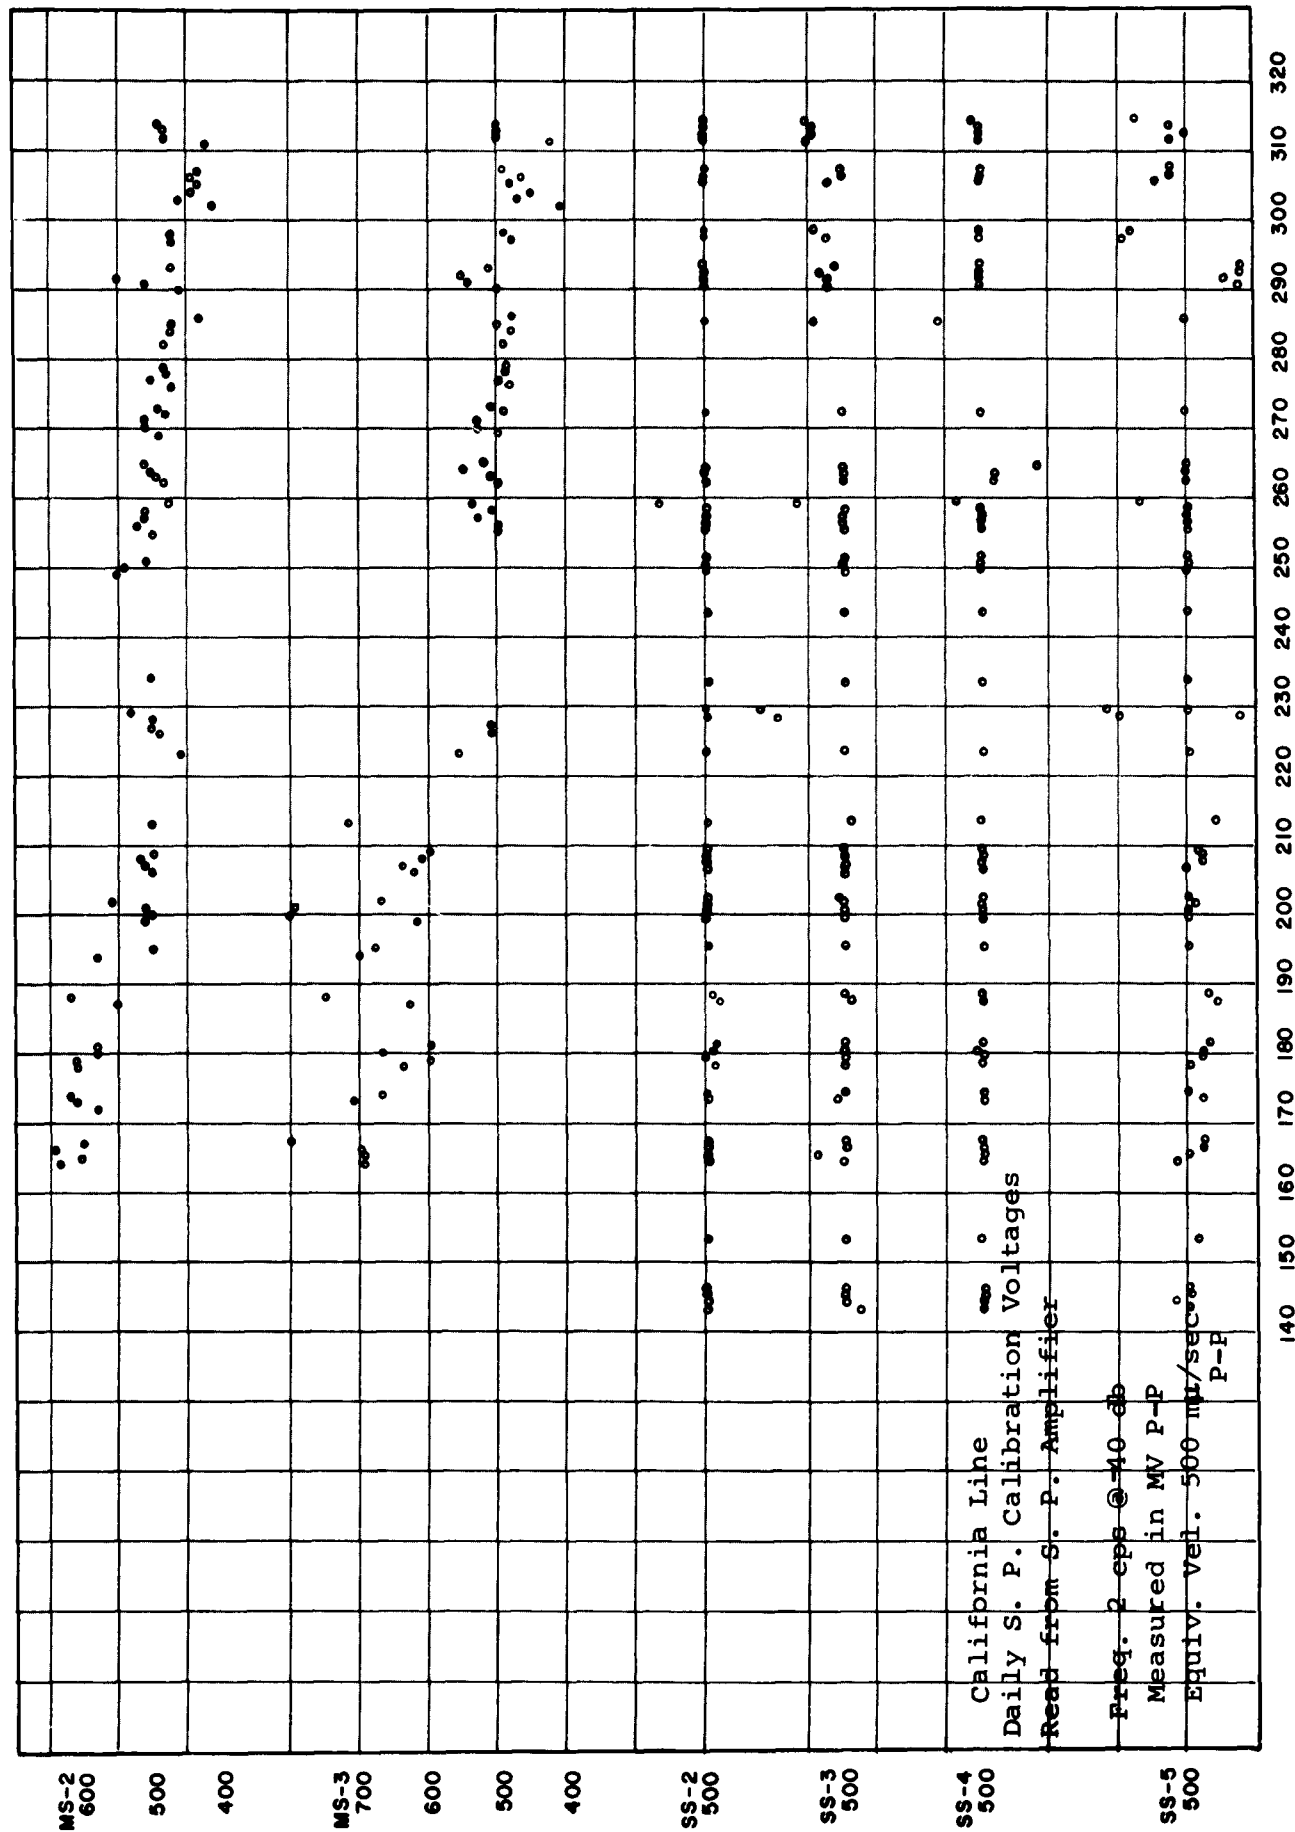 MS-2
600
500
400
MS-3
700
600
500
400
SS-2
500
SS-3
500
SS-4
500
SS-5
500
California Line
Daily S. P. Calibration Voltages
Read from S. P. Amplifier
Freq. 2 cps @ -40 db
Measured in MV P-P
Equiv. Vel. 500 mμ/sec
P-P
140 150 160 170 180 190 200 210 220 230 240 250 260 270 280 290 300 310 320